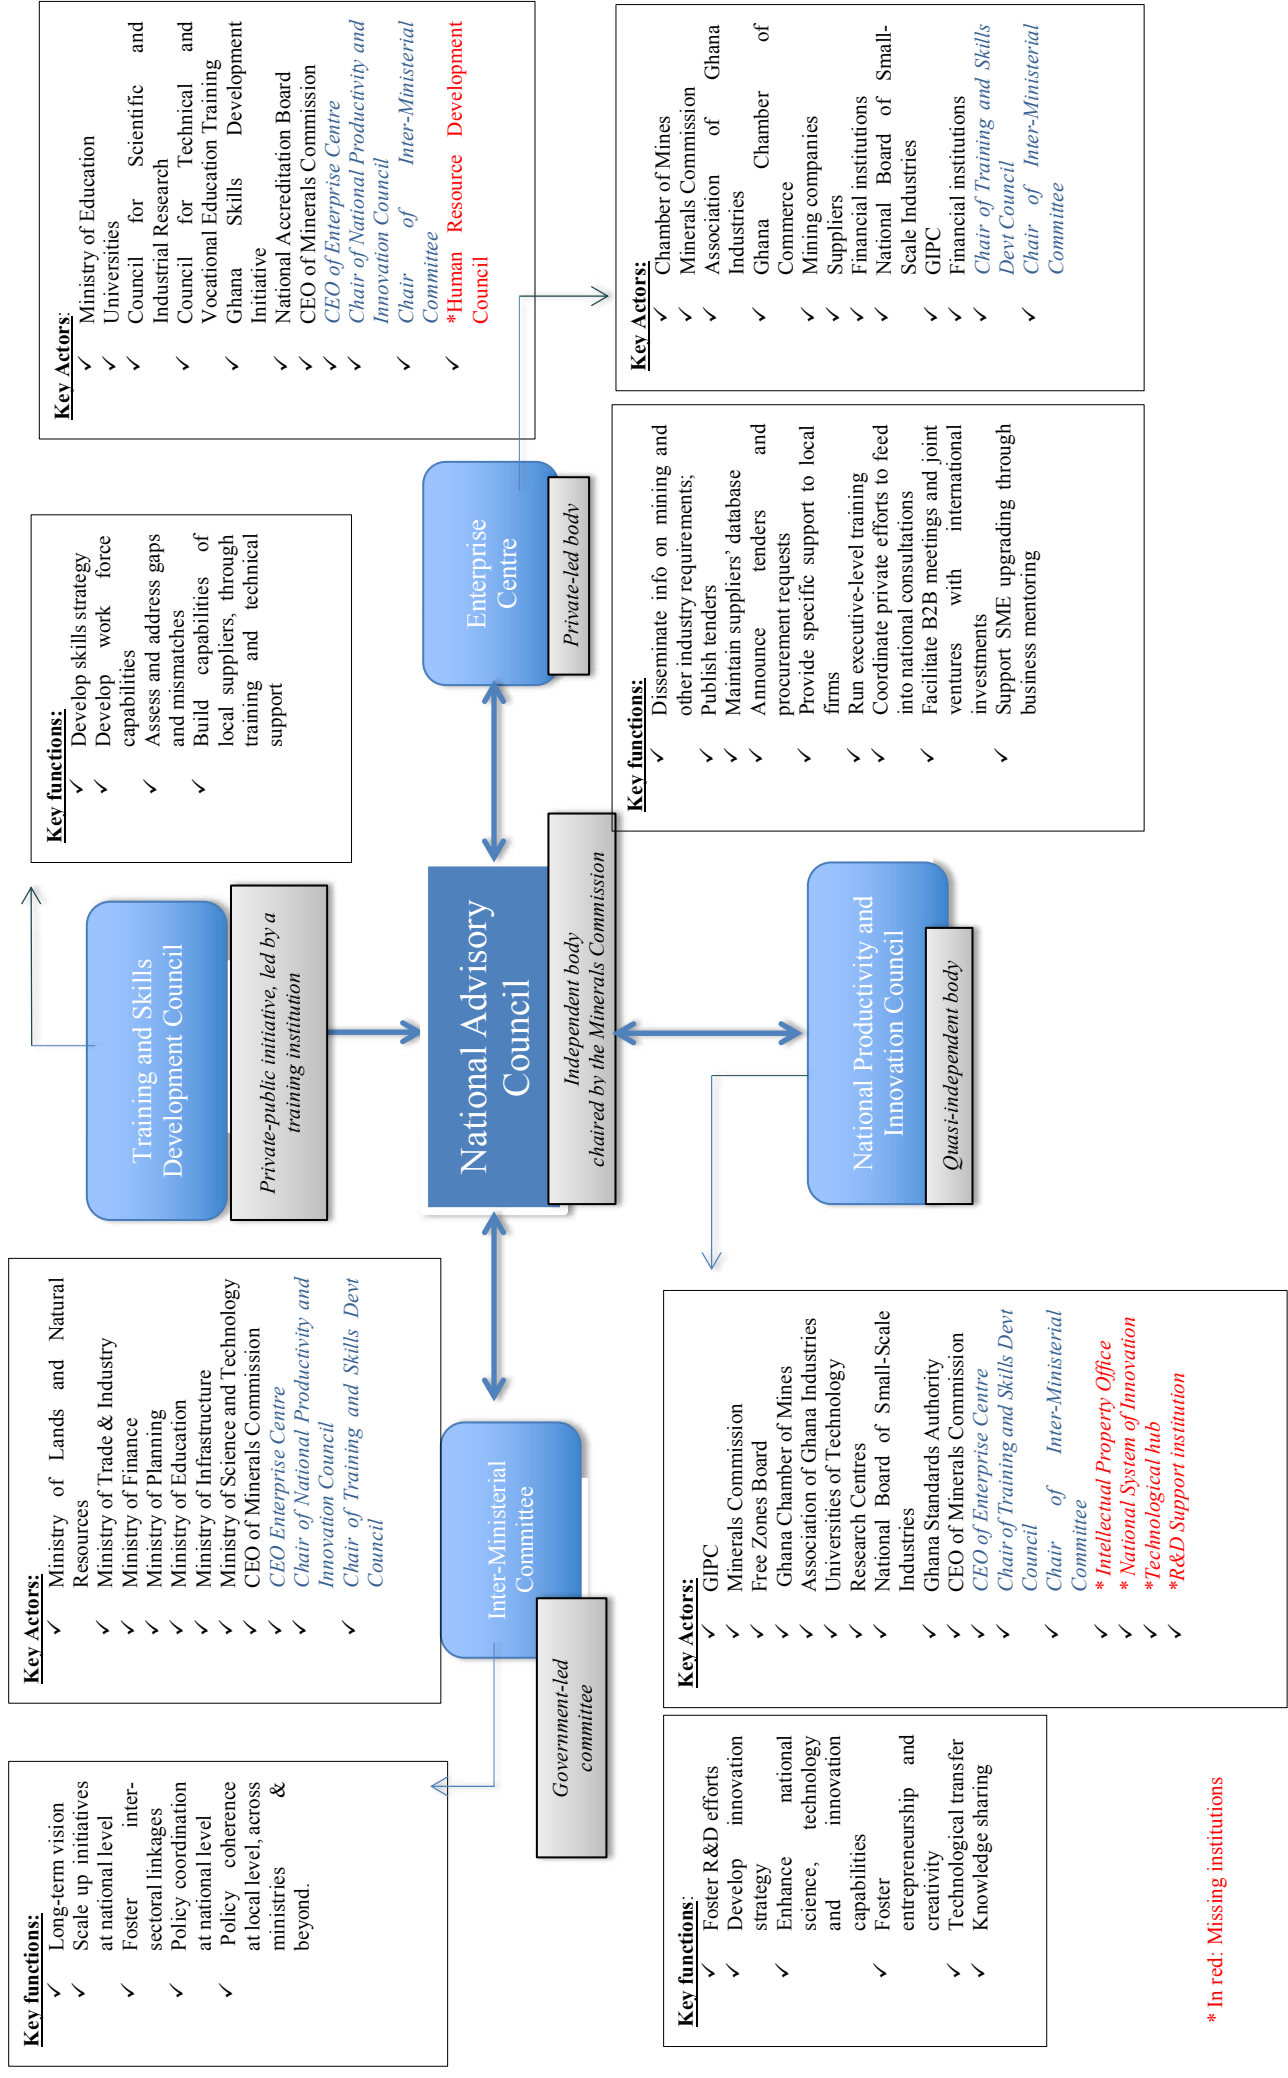 Key functions:
✓ Long-term vision
✓ Scale up initiatives
at national level
✓ Foster inter-
sectoral linkages
✓ Policy coordination
at national level
✓ Policy coherence
at local level, across
ministries &
beyond.
Key Actors:
✓ Ministry of Lands and Natural
Resources
✓ Ministry of Trade & Industry
✓ Ministry of Finance
✓ Ministry of Planning
✓ Ministry of Education
✓ Ministry of Infrastructure
✓ Ministry of Science and Technology
✓ CEO of Minerals Commission
✓ CEO Enterprise Centre
✓ Chair of National Productivity and
Innovation Council
✓ Chair of Training and Skills Devt
Council
Training and Skills
Development Council
Private-public initiative, led by a
training institution
Key functions:
✓ Develop skills strategy
✓ Develop work force
capabilities
✓ Assess and address gaps
and mismatches
✓ Build capabilities of
local suppliers, through
training and technical
support
Key Actors:
✓ Ministry of Education
✓ Universities
✓ Council for Scientific and
Industrial Research
✓ Council for Technical and
Vocational Education Training
✓ Ghana Skills Development
Initiative
✓ National Accreditation Board
✓ CEO of Minerals Commission
✓ CEO of Enterprise Centre
✓ Chair of National Productivity and
Innovation Council
✓ Chair of Inter-Ministerial
Committee
✓ *Human Resource Development
Council
Inter-Ministerial
Committee
Government-led
committee
National Advisory
Council
Independent body
chaired by the Minerals Commission
Enterprise
Centre
Private-led body
Key functions:
✓ Foster R&D efforts
✓ Develop innovation
strategy
✓ Enhance national
science, technology
and innovation
capabilities
✓ Foster
entrepreneurship and
creativity
✓ Technological transfer
✓ Knowledge sharing
Key Actors:
✓ GIPC
✓ Minerals Commission
✓ Free Zones Board
✓ Ghana Chamber of Mines
✓ Association of Ghana Industries
✓ Universities of Technology
✓ Research Centres
✓ National Board of Small-Scale
Industries
✓ Ghana Standards Authority
✓ CEO of Minerals Commission
✓ CEO of Enterprise Centre
✓ Chair of Training and Skills Devt
Council
✓ Chair of Inter-Ministerial
Committee
✓ * Intellectual Property Office
✓ * National System of Innovation
✓ *Technological hub
✓ *R&D Support institution
National Productivity and
Innovation Council
Quasi-independent body
Key functions:
✓ Disseminate info on mining and
other industry requirements;
✓ Publish tenders
✓ Maintain suppliers' database
✓ Announce tenders and
procurement requests
✓ Provide specific support to local
firms
✓ Run executive-level training
✓ Coordinate private efforts to feed
into national consultations
✓ Facilitate B2B meetings and joint
ventures with international
investments
✓ Support SME upgrading through
business mentoring
Key Actors:
✓ Chamber of Mines
✓ Minerals Commission
✓ Association of Ghana
Industries
✓ Ghana Chamber of
Commerce
✓ Mining companies
✓ Suppliers
✓ Financial institutions
✓ National Board of Small-
Scale Industries
✓ GIPC
✓ Financial institutions
✓ Chair of Training and Skills
Devt Council
✓ Chair of Inter-Ministerial
Committee
* In red: Missing institutions